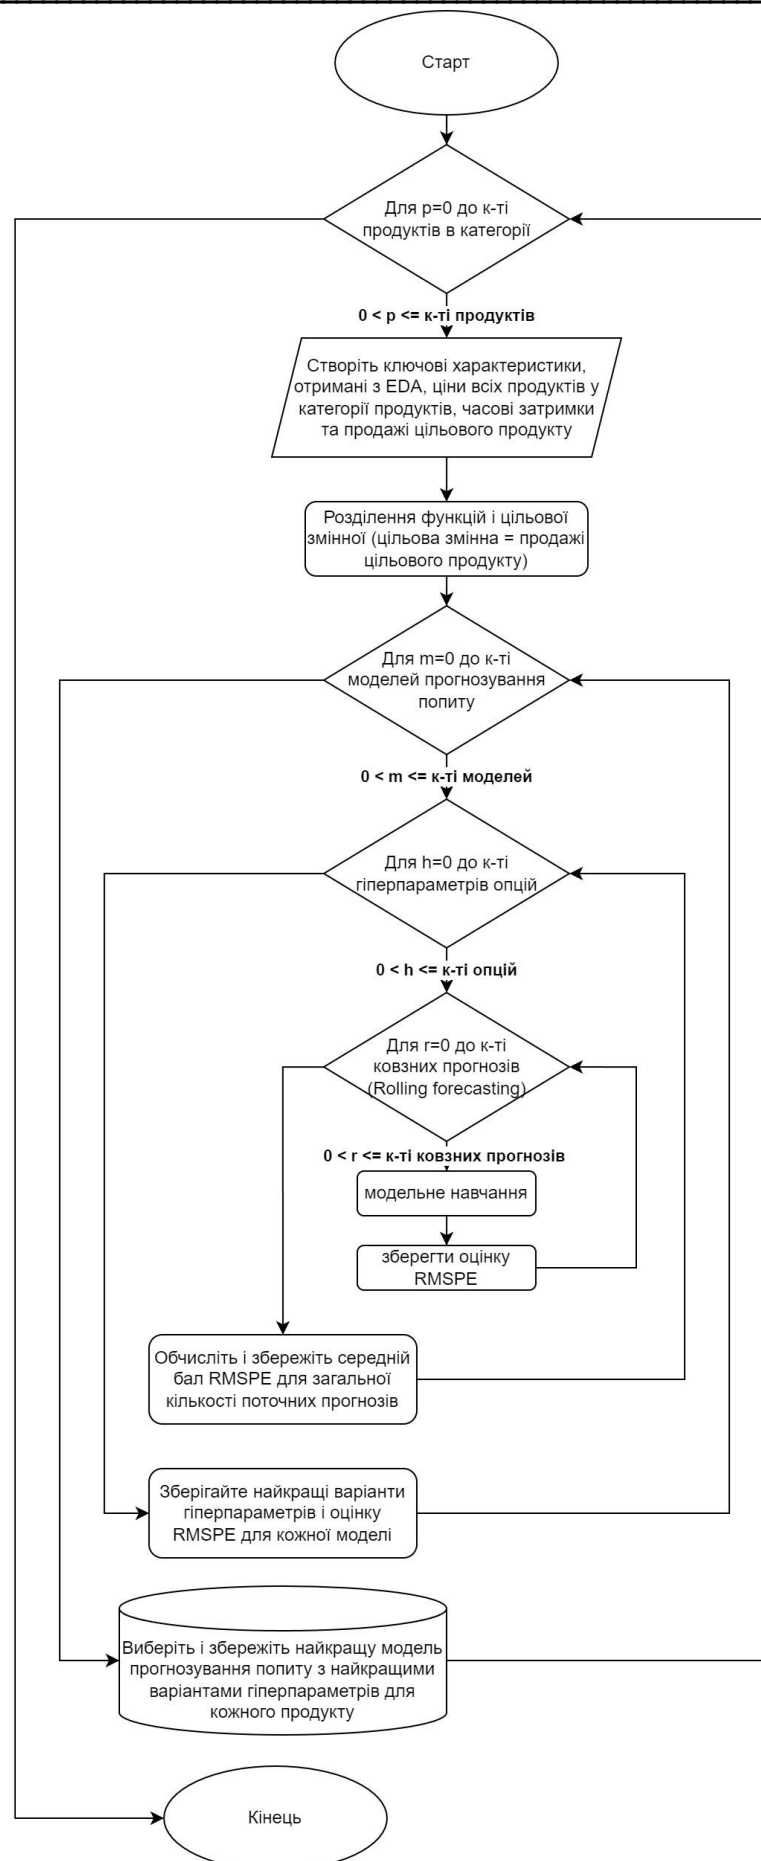 Старт
Для p=0 до к-ті
продуктів в категорії
0 < p <= к-ті продуктів
Створіть ключові характеристики,
отримані з EDA, ціни всіх продуктів у
категорії продуктів, часові затримки
та продажі цільового продукту
Розділення функцій і цільової
змінної (цільова змінна = продажі
цільового продукту)
Для m=0 до к-ті
моделей прогнозування
попиту
0 < m <= к-ті моделей
Для h=0 до к-ті
гіперпараметрів опцій
0 < h <= к-ті опцій
Для r=0 до к-ті
ковзних прогнозів
(Rolling forecasting)
0 < r <= к-ті ковзних прогнозів
модельне навчання
зберегти оцінку
RMSPE
Обчисліть і збережіть середній
бал RMSPE для загальної
кількості поточних прогнозів
Зберігайте найкращі варіанти
гіперпараметрів і оцінку
RMSPE для кожної моделі
Виберіть і збережіть найкращу модель
прогнозування попиту з найкращими
варіантами гіперпараметрів для
кожного продукту
Кінець